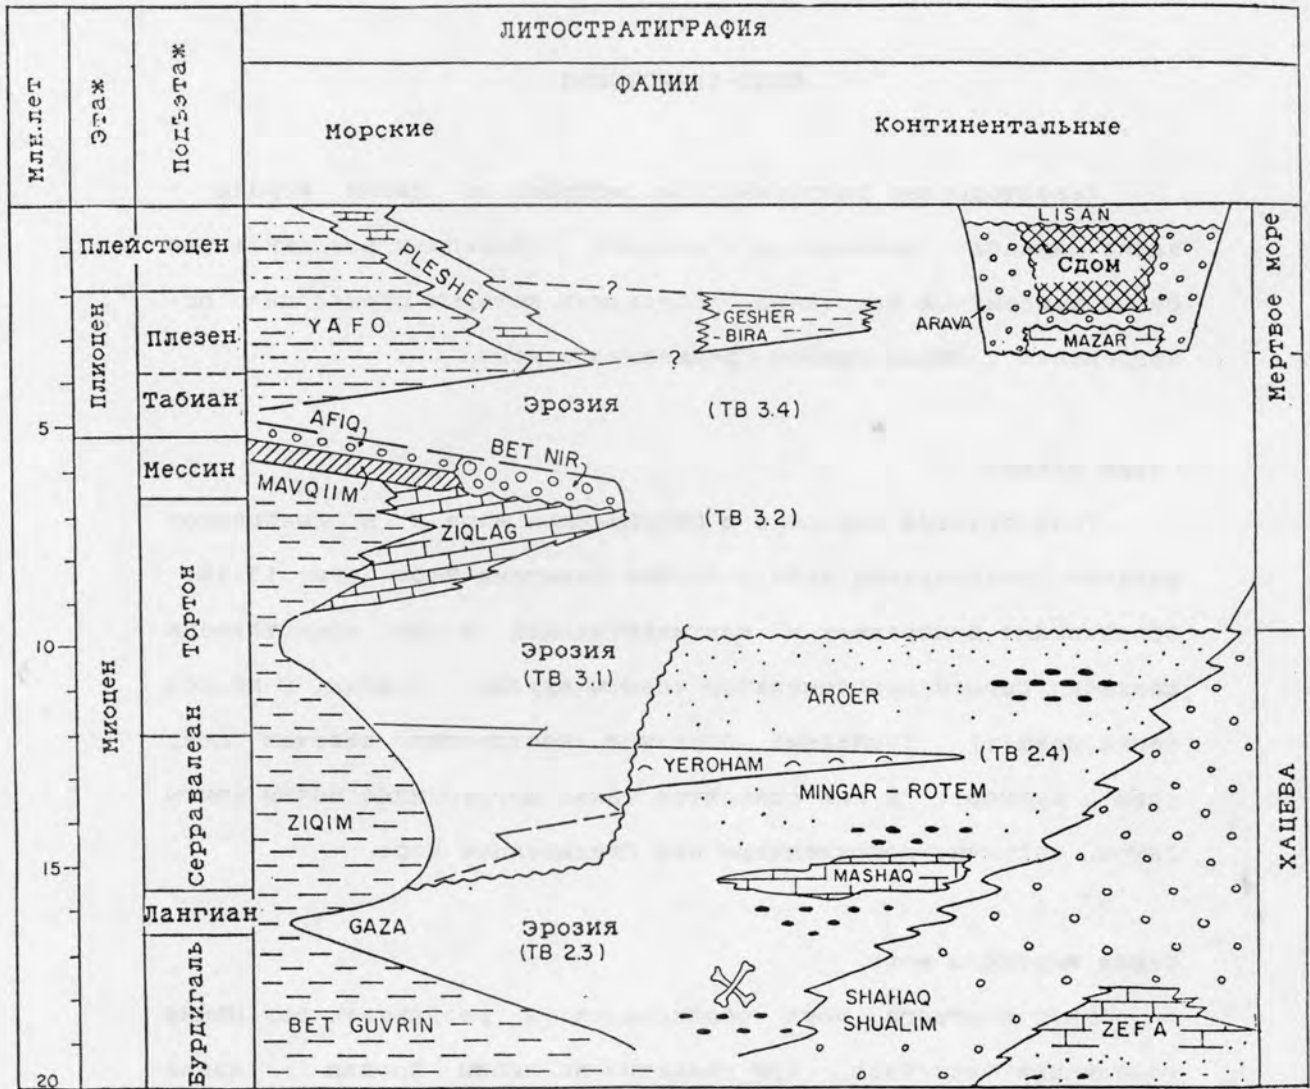 ЛИТОСТРАТИГРАФИЯ
ФАЦИИ
Млн.лет
Этаж
Подъэтаж
Морские
Континентальные
Плейстоцен
Плиоцен
Плезен
Табиан
5
Мессин
Миоцен
Тортон
10
Серравалеан
15
Лангиан
Бурдигаль
20
PLESHET
YAFO
?
?
GESHER
- BIRA
LISAN
Сдом
ARAVA
MAZAR
Мертвое море
Эрозия
(TB 3.4)
AFIQ
BET NIR
MAVQIIM
ZIQLAG
(TB 3.2)
Эрозия
(TB 3.1)
AROER
YEROHAM
(TB 2.4)
MINGAR - ROTEM
ZIQIM
MASHAQ
ХАЦЕВА
GAZA
Эрозия
(TB 2.3)
SHAHAQ
SHUALIM
BET GUVRIN
ZEFA